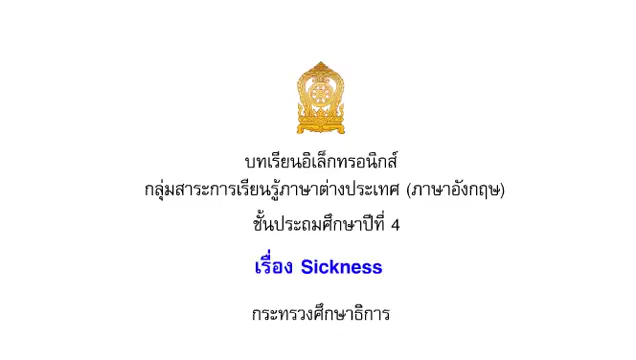 บทเรียนอิเล็กทรอนิกส์
กลุ่มสาระการเรียนรู้ภาษาต่างประเทศ (ภาษาอังกฤษ)
ชั้นประถมศึกษาปีที่ 4
เรื่อง Sickness
กระทรวงศึกษาธิการ